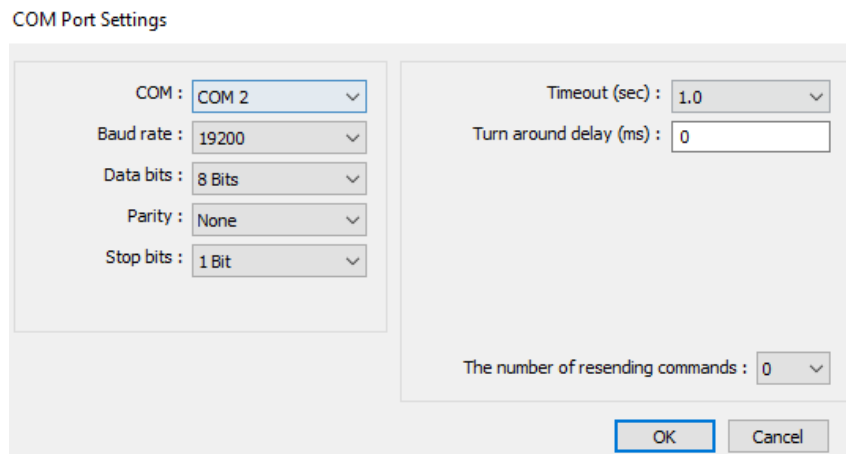 COM Port Settings
COM : COM 2
Baud rate : 19200
Data bits : 8 Bits
Parity : None
Stop bits : 1 Bit
Timeout (sec) : 1.0
Turn around delay (ms) : 0
The number of resending commands : 0
OK Cancel